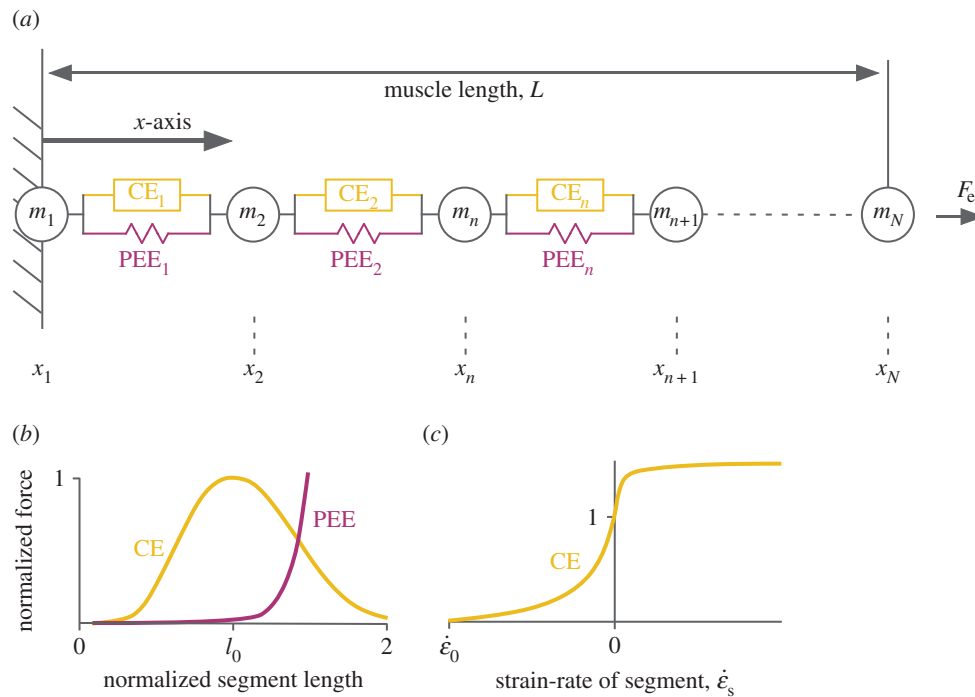 (a)
muscle length, L
x-axis
CE₁ CE₂ CEₙ
m₁ m₂ mₙ mₙ₊₁ m_N Fₑ
PEE₁ PEE₂ PEEₙ
x₁ x₂ xₙ xₙ₊₁ x_N
(b)
normalized force
1
CE
PEE
0 l₀ 2
normalized segment length
(c)
1
CE
ε̇₀ 0
strain-rate of segment, ε̇ₛ